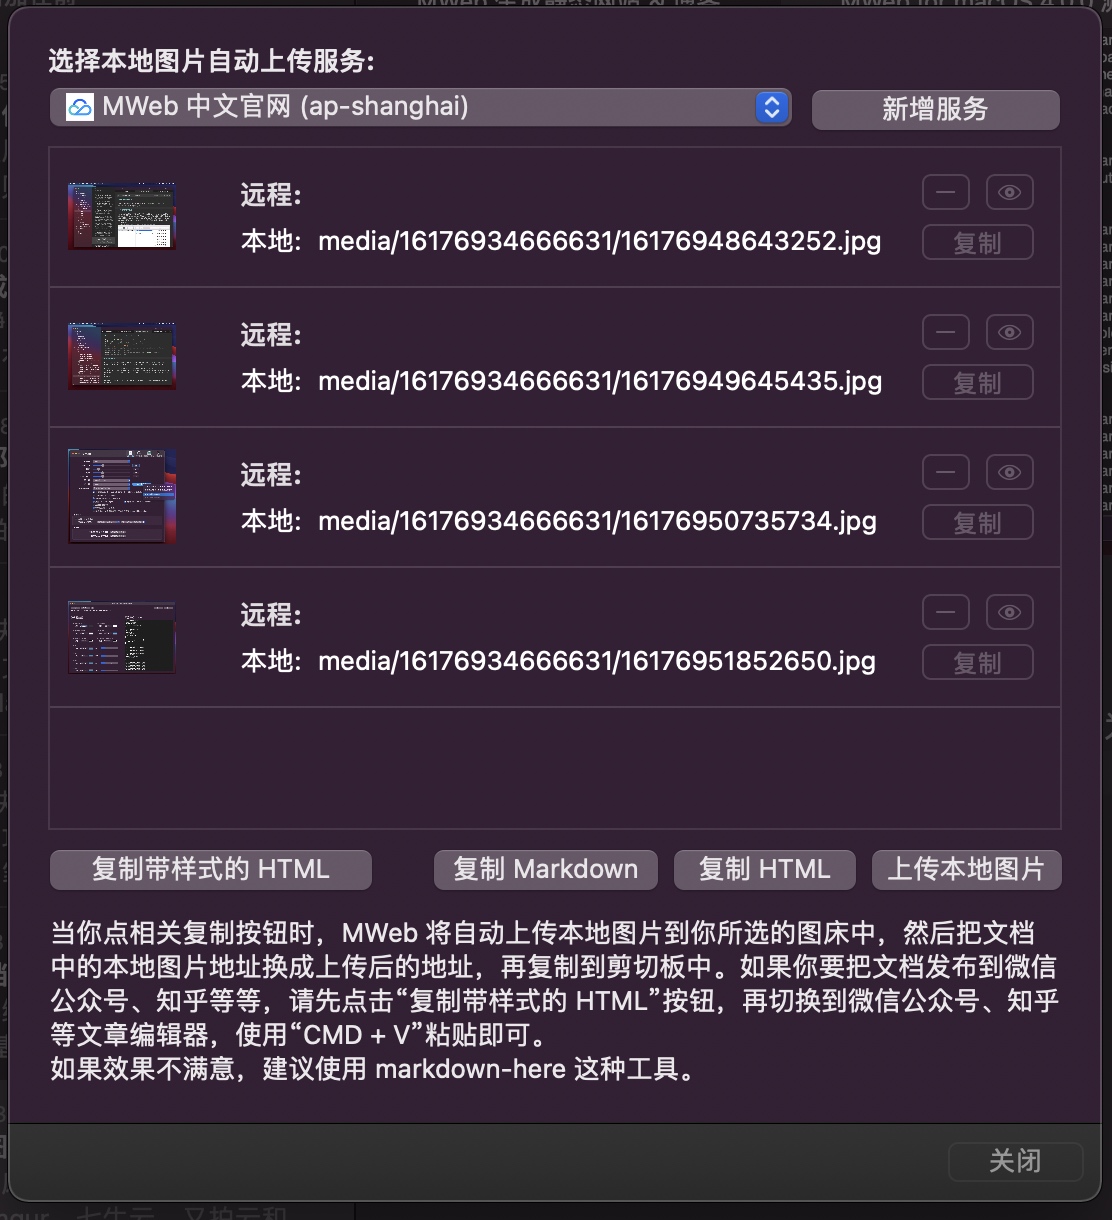 选择本地图片自动上传服务:
MWeb 中文官网 (ap-shanghai)
新增服务
远程:
本地: media/16176934666631/16176948643252.jpg
复制
远程:
本地: media/16176934666631/16176949645435.jpg
复制
远程:
本地: media/16176934666631/16176950735734.jpg
复制
远程:
本地: media/16176934666631/16176951852650.jpg
复制
复制带样式的 HTML
复制 Markdown
复制 HTML
上传本地图片
当你点相关复制按钮时，MWeb 将自动上传本地图片到你所选的图床中，然后把文档
中的本地图片地址换成上传后的地址，再复制到剪切板中。如果你要把文档发布到微信
公众号、知乎等等，请先点击“复制带样式的 HTML”按钮，再切换到微信公众号、知乎
等文章编辑器，使用“CMD + V”粘贴即可。
如果效果不满意，建议使用 markdown-here 这种工具。
关闭